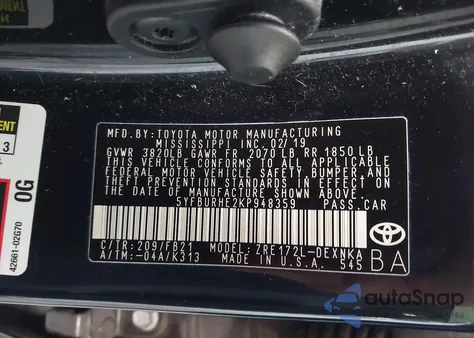 MFD. BY: TOYOTA MOTOR MANUFACTURING
MISSISSIPPI, INC. 02/19
GVWR 3820LB GAWR FR 2070 LB RR 1850 LB
THIS VEHICLE CONFORMS TO ALL APPLICABLE
FEDERAL MOTOR VEHICLE SAFETY, BUMPER, AND
THEFT PREVENTION STANDARDS IN EFFECT ON
THE DATE OF MANUFACTURE SHOWN ABOVE.
5YFBURHE2KP948359 PASS.CAR
C/TR: 209/FB21 MODEL: ZRE172L-DEXNKA
A/TM: -04A/K313 MADE IN U.S.A. 545 BA
42661-02G70
OG
3
autoSnap